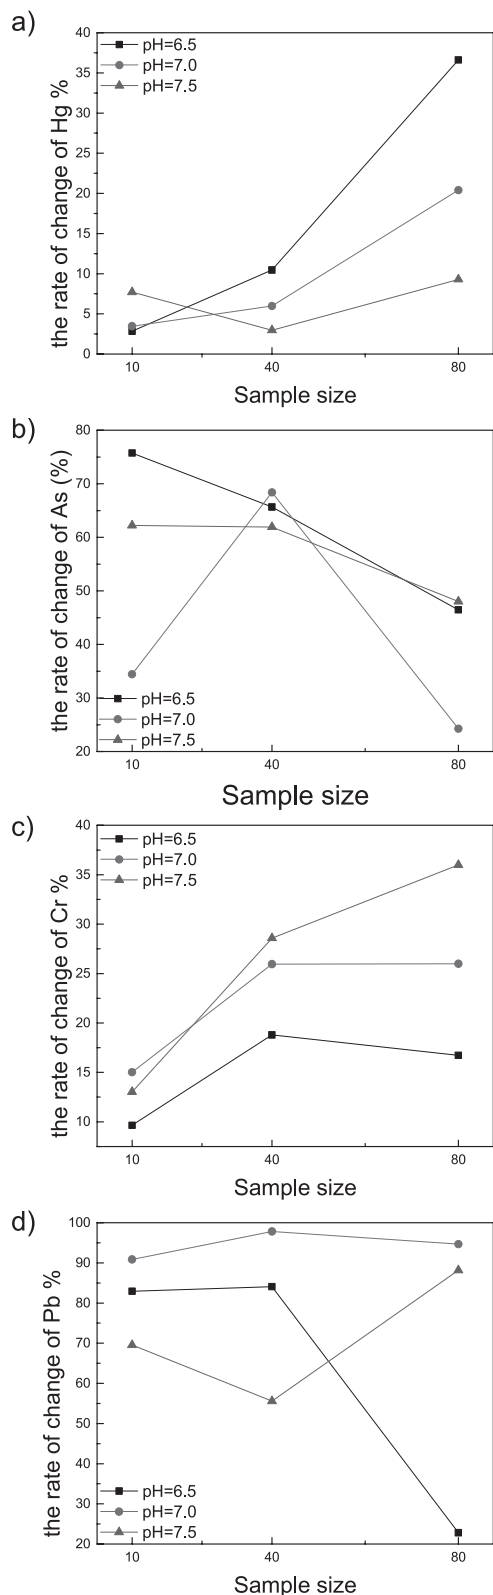 a)
the rate of change of Hg %
40
35
30
25
20
15
10
5
0
pH=6.5
pH=7.0
pH=7.5
10 40 80
Sample size
b)
the rate of change of As (%)
80
70
60
50
40
30
20
pH=6.5
pH=7.0
pH=7.5
10 40 80
Sample size
c)
the rate of change of Cr %
40
35
30
25
20
15
10
pH=6.5
pH=7.0
pH=7.5
10 40 80
Sample size
d)
the rate of change of Pb %
100
90
80
70
60
50
40
30
20
pH=6.5
pH=7.0
pH=7.5
10 40 80
Sample size